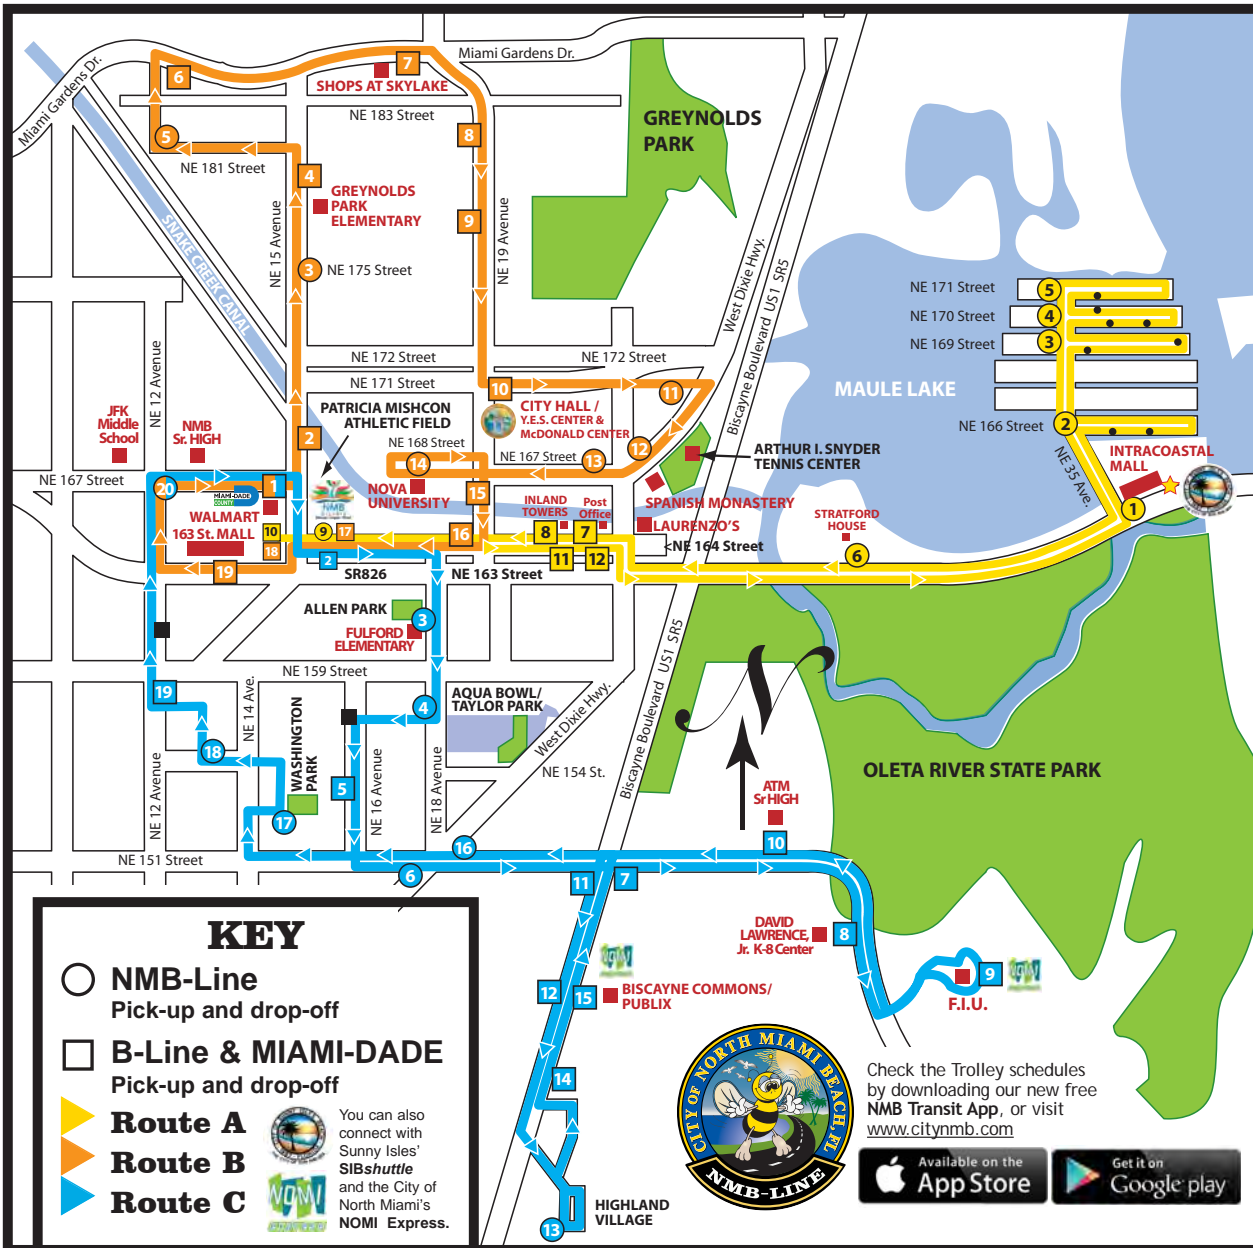 Miami Gardens Dr.
Miami Gardens Dr.
6
7
SHOPS AT SKYLAKE
NE 183 Street
5
8
NE 181 Street
GREYNOLDS
PARK
4
GREYNOLDS
PARK
ELEMENTARY
9
NE 15 Avenue
NE 19 Avenue
SNAKE CREEK CANAL
3
NE 175 Street
West Dixie Hwy.
Biscayne Boulevard US1 SR5
NE 171 Street
5
NE 170 Street
4
NE 169 Street
3
NE 12 Avenue
NE 172 Street
NE 172 Street
NE 171 Street
10
11
MAULE LAKE
JFK
Middle
School
NMB
Sr. HIGH
PATRICIA MISHCON
ATHLETIC FIELD
2
CITY HALL /
Y.E.S. CENTER &
McDONALD CENTER
NE 166 Street
2
NE 168 Street
12
NE 167 Street
13
14
ARTHUR I. SNYDER
TENNIS CENTER
NE 35 Ave.
INTRACOASTAL
MALL
NE 167 Street
20
MIAMI-DADE
COUNTY
1
NMB
NOVA
UNIVERSITY
15
SPANISH MONASTERY
1
WALMART
163 St. MALL
10
18
9
17
16
INLAND
TOWERS
Post
Office
8
7
LAURENZO'S
STRATFORD
HOUSE
6
<NE 164 Street
11
12
2
19
SR826
NE 163 Street
ALLEN PARK
3
FULFORD
ELEMENTARY
NE 159 Street
19
NE 14 Ave.
4
AQUA BOWL/
TAYLOR PARK
West Dixie Hwy.
Biscayne Boulevard US1 SR5
N
18
WASHINGTON
PARK
5
NE 16 Avenue
NE 18 Avenue
NE 12 Avenue
NE 154 St.
OLETA RIVER STATE PARK
17
ATM
Sr HIGH
10
NE 151 Street
16
6
11
7
DAVID
LAWRENCE,
Jr. K-8 Center
8
NOMI
9
NOMI
F.I.U.
12
15
BISCAYNE COMMONS/
PUBLIX
14
13
HIGHLAND
VILLAGE
KEY
NMB-Line
Pick-up and drop-off
B-Line & MIAMI-DADE
Pick-up and drop-off
Route A
Route B
Route C
You can also
connect with
Sunny Isles'
SIBshuttle
and the City of
North Miami's
NOMI Express.
NOMI
CITY OF NORTH MIAMI BEACH, FL
NMB-LINE
Check the Trolley schedules
by downloading our new free
NMB Transit App, or visit
www.citynmb.com
Available on the
App Store
Get it on
Google play